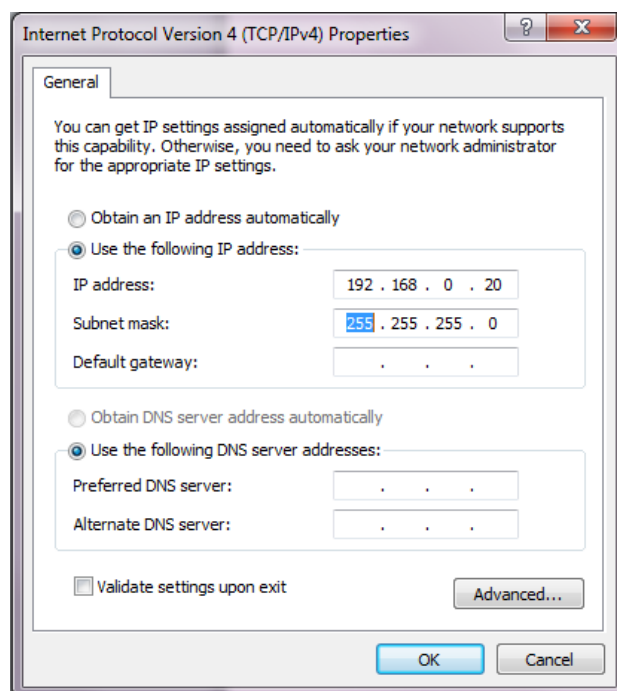 Internet Protocol Version 4 (TCP/IPv4) Properties
General
You can get IP settings assigned automatically if your network supports
this capability. Otherwise, you need to ask your network administrator
for the appropriate IP settings.
Obtain an IP address automatically
Use the following IP address:
IP address: 192 . 168 . 0 . 20
Subnet mask: 255 . 255 . 255 . 0
Default gateway: . . .
Obtain DNS server address automatically
Use the following DNS server addresses:
Preferred DNS server: . . .
Alternate DNS server: . . .
Validate settings upon exit
Advanced...
OK Cancel